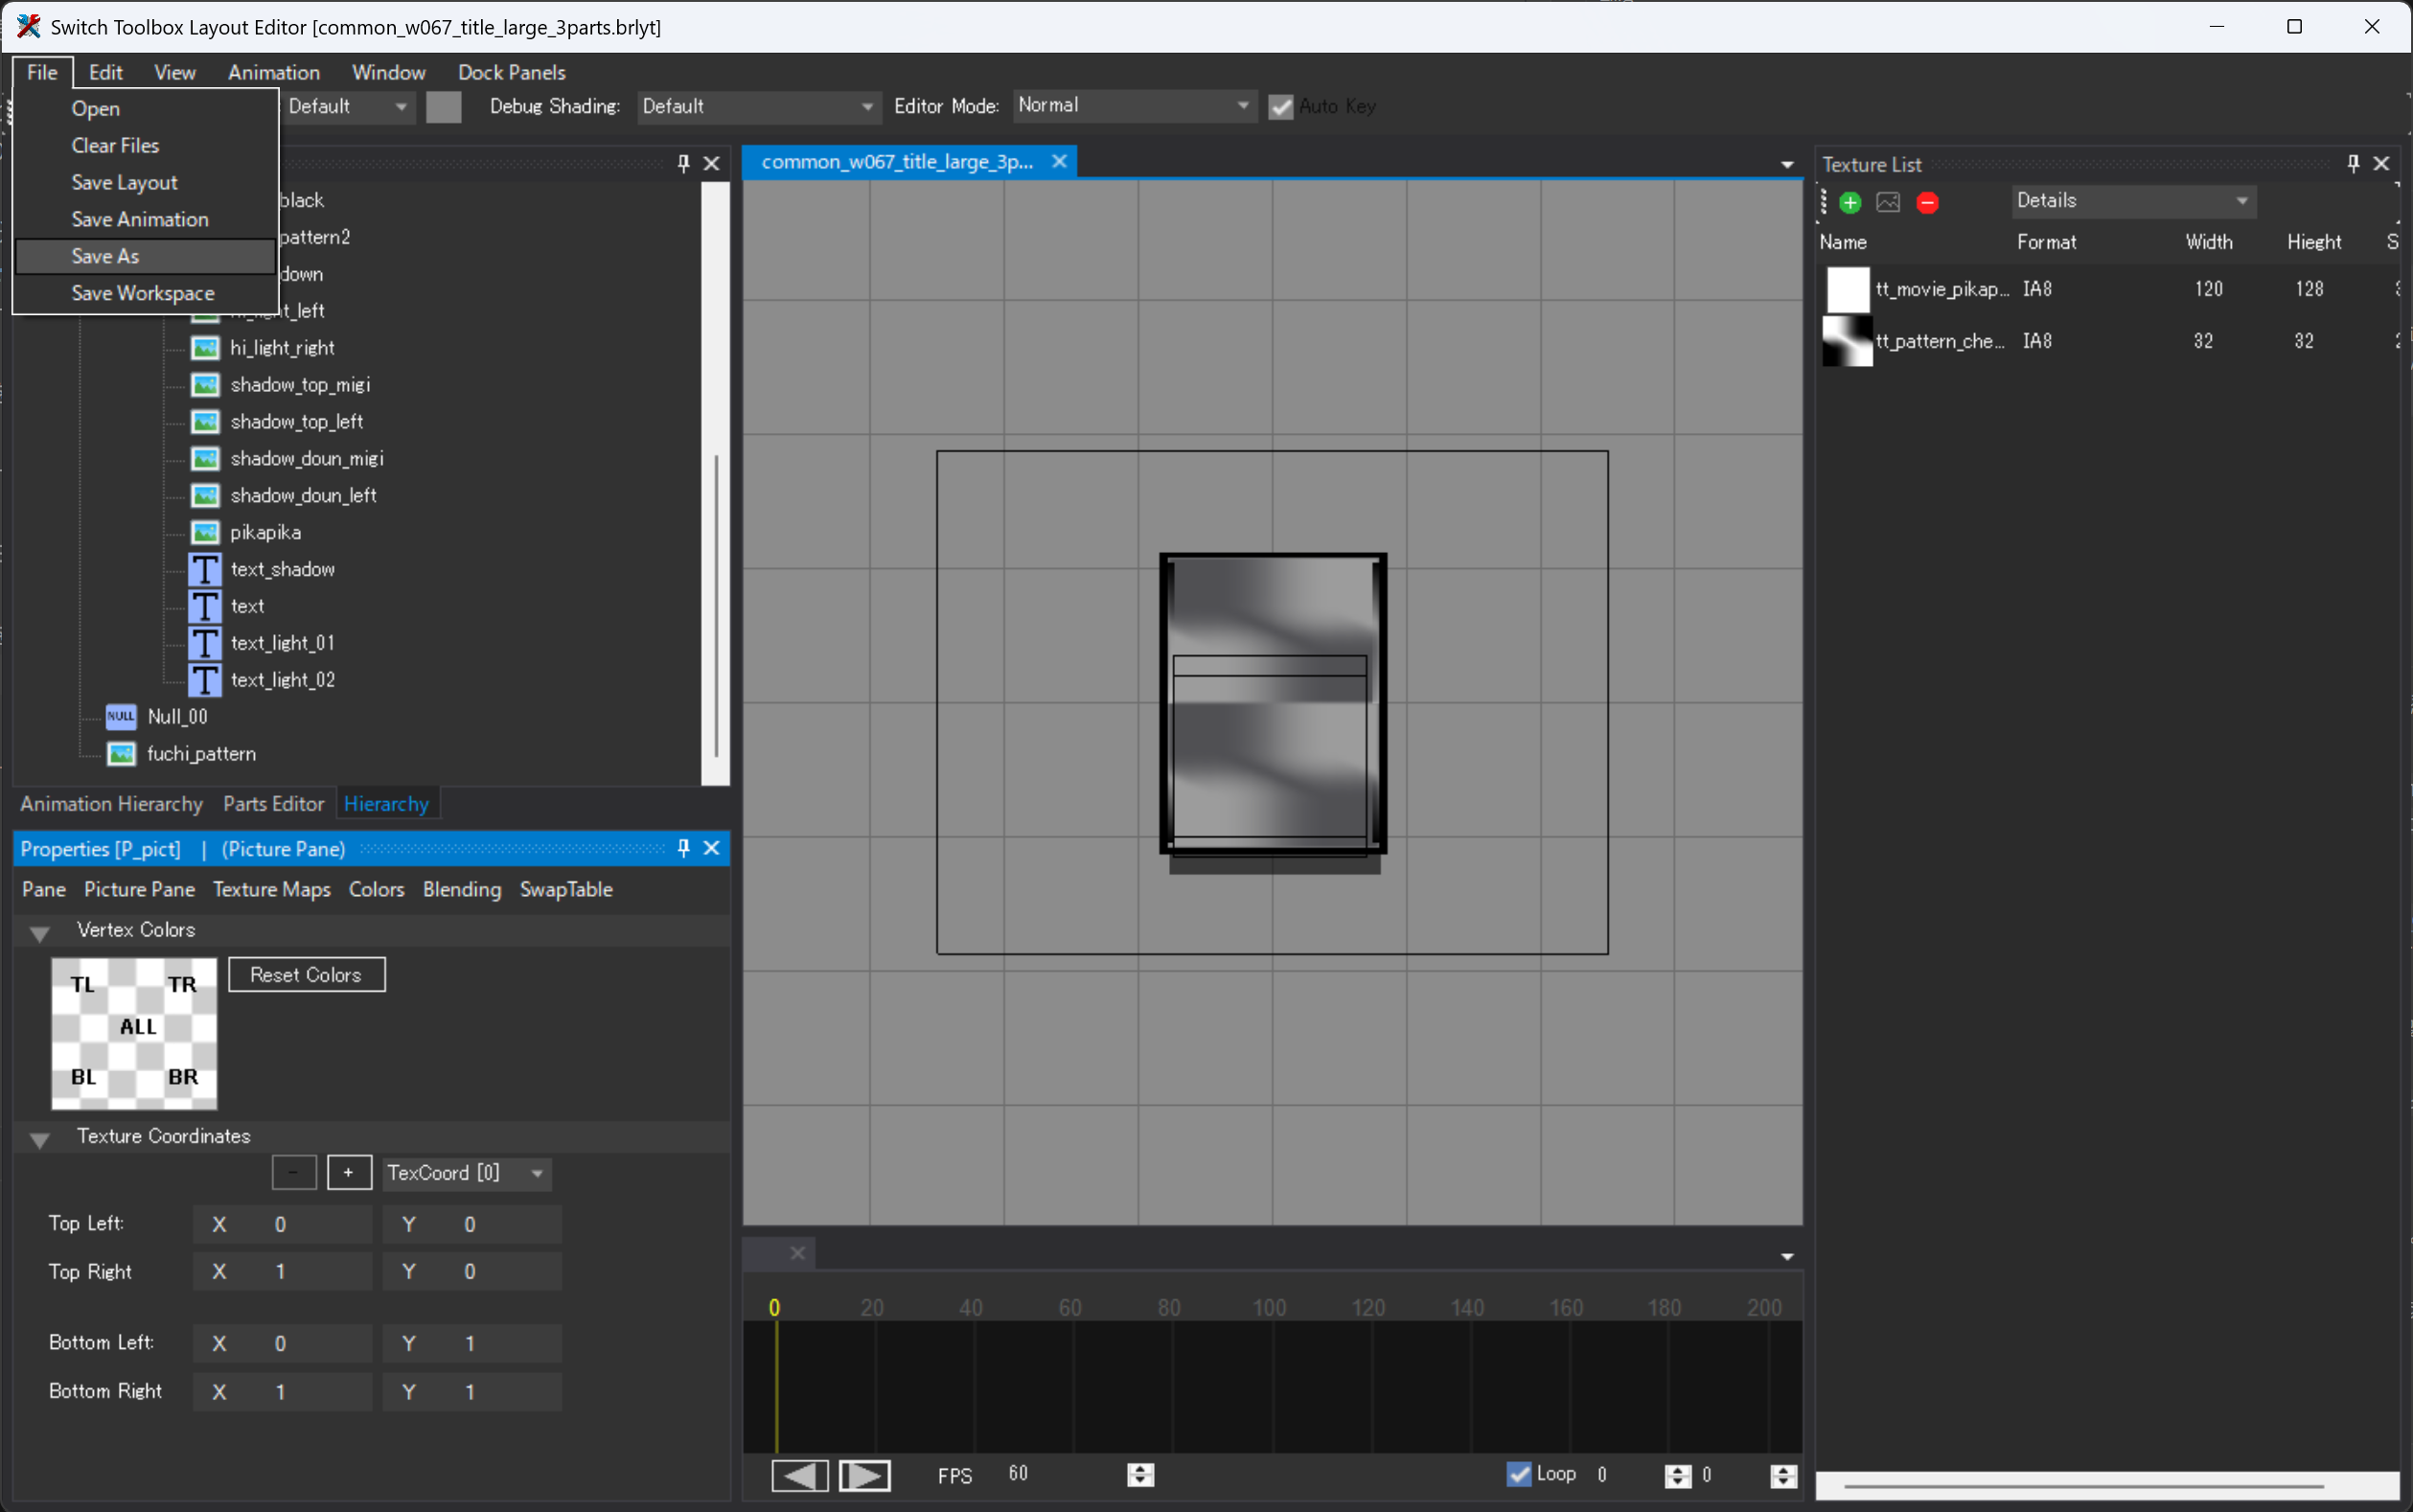 Switch Toolbox Layout Editor [common_w067_title_large_3parts.brlyt]
File Edit View Animation Window Dock Panels
Default Debug Shading: Default Editor Mode: Normal Auto Key
Open
Clear Files
Save Layout
Save Animation
Save As
Save Workspace
black
pattern2
down
hi_light_right
shadow_top_migi
shadow_top_left
shadow_doun_migi
shadow_doun_left
pikapika
T text_shadow
T text
T text_light_01
T text_light_02
NULL Null_00
fuchi_pattern
Animation Hierarchy Parts Editor Hierarchy
Properties [P_pict] | (Picture Pane)
Pane Picture Pane Texture Maps Colors Blending SwapTable
Vertex Colors
TL TR
ALL
BL BR
Reset Colors
Texture Coordinates
- + TexCoord [0]
Top Left: X 0 Y 0
Top Right X 1 Y 0
Bottom Left: X 0 Y 1
Bottom Right X 1 Y 1
common_w067_title_large_3p...
0 20 40 60 80 100 120 140 160 180 200
FPS 60 Loop 0 0
Texture List
Details
Name Format Width Hieght S
tt_movie_pikap... IA8 120 128
tt_pattern_che... IA8 32 32